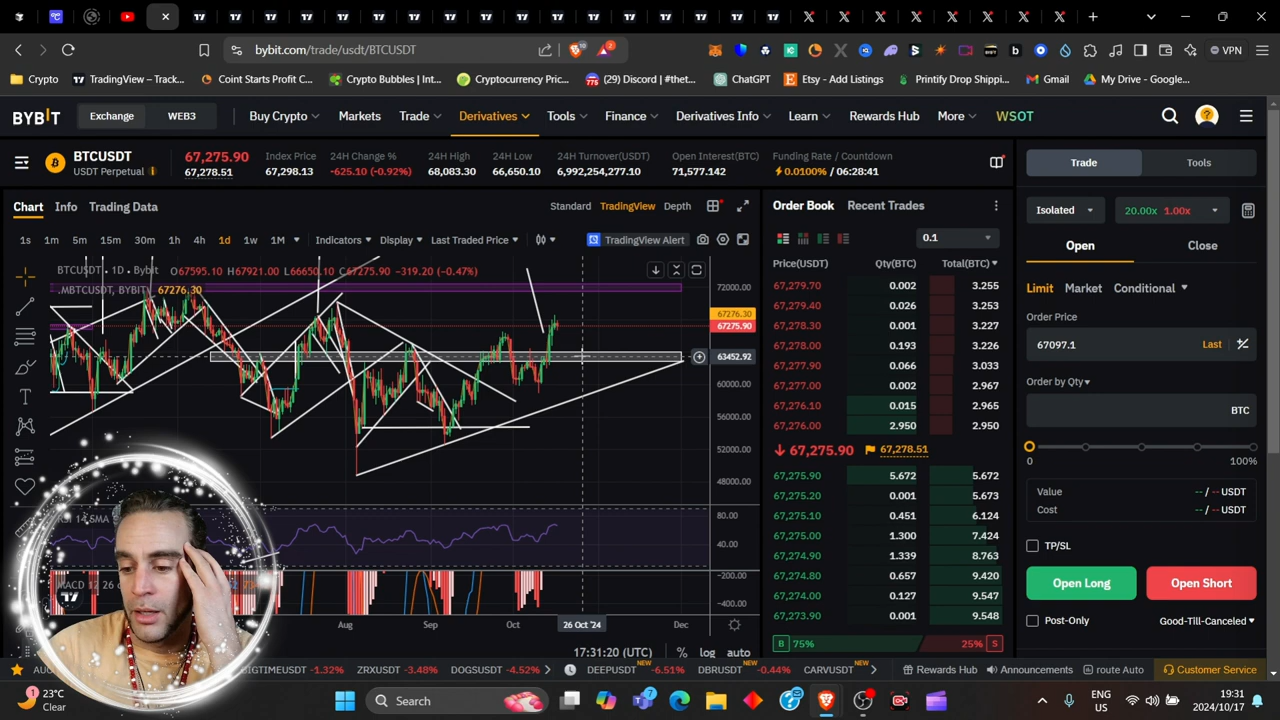 bybit.com/trade/usdt/BTCUSDT
VPN
Crypto
TradingView – Track...
Coint Starts Profit C...
Crypto Bubbles | Int...
Cryptocurrency Pric...
(29) Discord | #thet...
ChatGPT
Etsy - Add Listings
Printify Drop Shippi...
Gmail
My Drive - Google...
BYBIT
Exchange
WEB3
Buy Crypto
Markets
Trade
Derivatives
Tools
Finance
Derivatives Info
Learn
Rewards Hub
More
WSOT
BTCUSDT
USDT Perpetual
67,275.90
67,278.51
Index Price
67,298.13
24H Change %
-625.10 (-0.92%)
24H High
68,083.30
24H Low
66,650.10
24H Turnover(USDT)
6,992,254,277.10
Open Interest(BTC)
71,577.142
Funding Rate / Countdown
0.0100% / 06:28:41
Trade
Tools
Chart
Info
Trading Data
Standard
TradingView
Depth
Order Book
Recent Trades
Isolated
20.00x 1.00x
1s
1m
5m
15m
30m
1h
4h
1d
1w
1M
Indicators
Display
Last Traded Price
TradingView Alert
0.1
Open
Close
BTCUSDT · 1D · Bybit O67595.10 H67921.00 L66650.10 C67275.90 -319.20 (-0.47%)
.MBTCUSDT, BYBIT 67276.30
72000.00
67276.30
67275.90
63452.92
60000.00
56000.00
52000.00
48000.00
80.00
40.00
14 SMA
MACD 12 26
-200.00
-400.00
Aug
Sep
Oct
26 Oct '24
Dec
17:31:20 (UTC)
%
log
auto
Price(USDT)
Qty(BTC)
Total(BTC)
67,279.70 0.002 3.255
67,279.40 0.026 3.253
67,278.30 0.001 3.227
67,278.00 0.193 3.226
67,277.90 0.066 3.033
67,277.00 0.002 2.967
67,276.10 0.015 2.965
67,276.00 2.950 2.950
67,275.90
67,278.51
67,275.90 5.672 5.672
67,275.20 0.001 5.673
67,275.10 0.451 6.124
67,275.00 1.300 7.424
67,274.90 1.339 8.763
67,274.80 0.657 9.420
67,274.00 0.127 9.547
67,273.90 0.001 9.548
B 75%
25% S
Limit
Market
Conditional
Order Price
67097.1
Last
Order by Qty
BTC
0
100%
Value
-- / -- USDT
Cost
-- / -- USDT
TP/SL
Open Long
Open Short
Post-Only
Good-Till-Canceled
BIGTIMEUSDT -1.32%
ZRXUSDT -3.48%
DOGSUSDT -4.52%
DEEPUSDT NEW -6.51%
DBRUSDT NEW -0.44%
CARVUSDT NEW
Rewards Hub
Announcements
route Auto
Customer Service
1
23°C
Clear
Search
7
ENG
US
19:31
2024/10/17